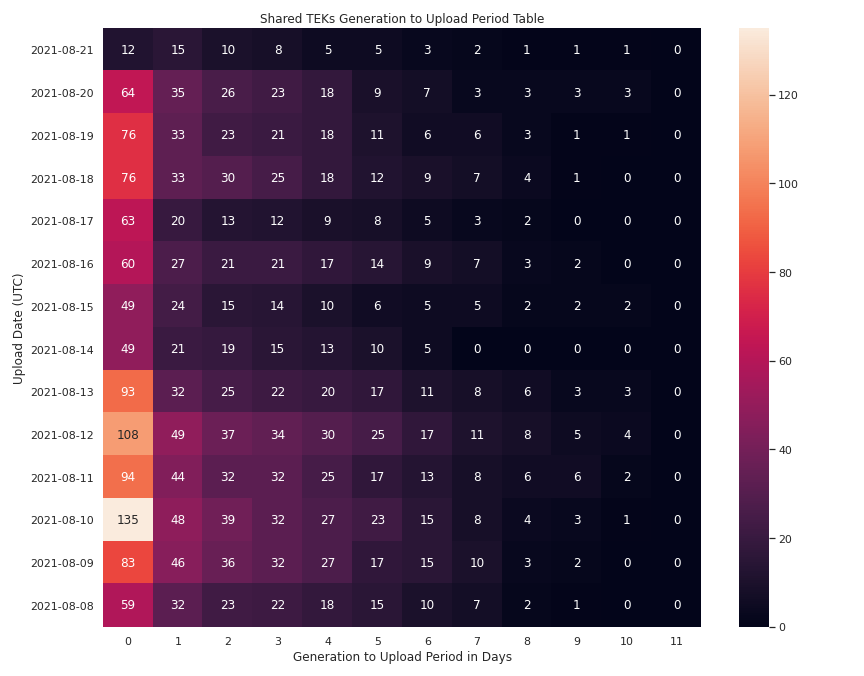 Shared TEKs Generation to Upload Period Table
Upload Date (UTC)
2021-08-21 12 15 10 8 5 5 3 2 1 1 1 0
2021-08-20 64 35 26 23 18 9 7 3 3 3 3 0
2021-08-19 76 33 23 21 18 11 6 6 3 1 1 0
2021-08-18 76 33 30 25 18 12 9 7 4 1 0 0
2021-08-17 63 20 13 12 9 8 5 3 2 0 0 0
2021-08-16 60 27 21 21 17 14 9 7 3 2 0 0
2021-08-15 49 24 15 14 10 6 5 5 2 2 2 0
2021-08-14 49 21 19 15 13 10 5 0 0 0 0 0
2021-08-13 93 32 25 22 20 17 11 8 6 3 3 0
2021-08-12 108 49 37 34 30 25 17 11 8 5 4 0
2021-08-11 94 44 32 32 25 17 13 8 6 6 2 0
2021-08-10 135 48 39 32 27 23 15 8 4 3 1 0
2021-08-09 83 46 36 32 27 17 15 10 3 2 0 0
2021-08-08 59 32 23 22 18 15 10 7 2 1 0 0
0 1 2 3 4 5 6 7 8 9 10 11
Generation to Upload Period in Days
120
100
80
60
40
20
0